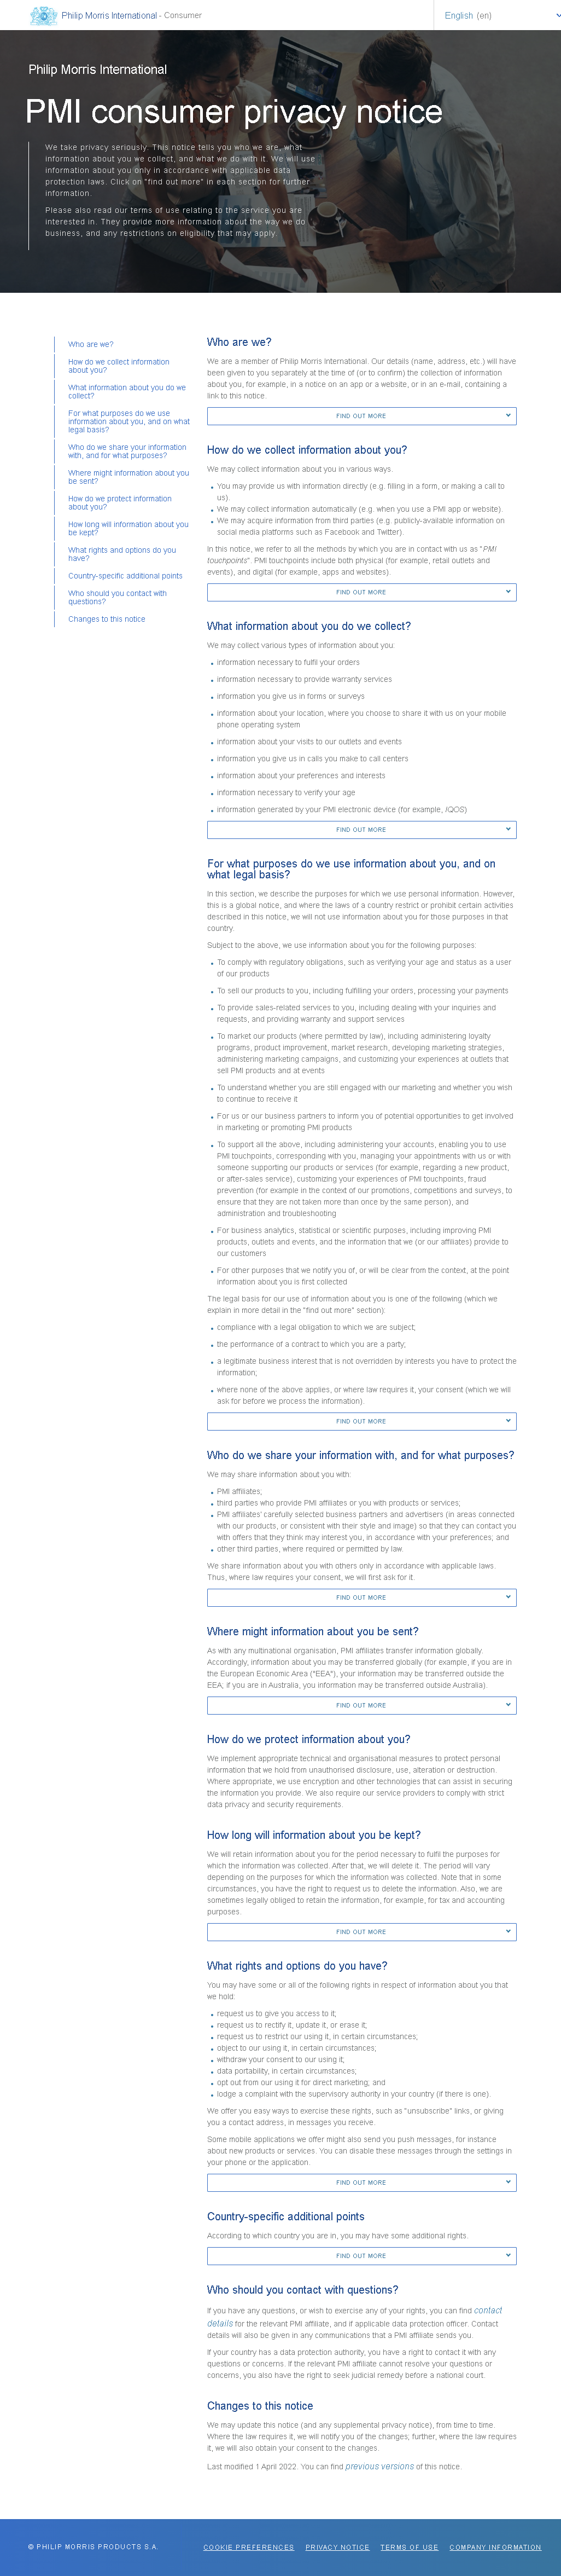 Philip Morris International - Consumer
English (en)
Philip Morris International
PMI consumer privacy notice
We take privacy seriously. This notice tells you who we are, what
information about you we collect, and what we do with it. We will use
information about you only in accordance with applicable data
protection laws. Click on "find out more" in each section for further
information.
Please also read our terms of use relating to the service you are
interested in. They provide more information about the way we do
business, and any restrictions on eligibility that may apply.
Who are we?
How do we collect information
about you?
What information about you do we
collect?
For what purposes do we use
information about you, and on what
legal basis?
Who do we share your information
with, and for what purposes?
Where might information about you
be sent?
How do we protect information
about you?
How long will information about you
be kept?
What rights and options do you
have?
Country-specific additional points
Who should you contact with
questions?
Changes to this notice
Who are we?
We are a member of Philip Morris International. Our details (name, address, etc.) will have
been given to you separately at the time of (or to confirm) the collection of information
about you, for example, in a notice on an app or a website, or in an e-mail, containing a
link to this notice.
FIND OUT MORE
How do we collect information about you?
We may collect information about you in various ways.
• You may provide us with information directly (e.g. filling in a form, or making a call to
us).
• We may collect information automatically (e.g. when you use a PMI app or website).
• We may acquire information from third parties (e.g. publicly-available information on
social media platforms such as Facebook and Twitter).
In this notice, we refer to all the methods by which you are in contact with us as "PMI
touchpoints". PMI touchpoints include both physical (for example, retail outlets and
events), and digital (for example, apps and websites).
FIND OUT MORE
What information about you do we collect?
We may collect various types of information about you:
• information necessary to fulfil your orders
• information necessary to provide warranty services
• information you give us in forms or surveys
• information about your location, where you choose to share it with us on your mobile
phone operating system
• information about your visits to our outlets and events
• information you give us in calls you make to call centers
• information about your preferences and interests
• information necessary to verify your age
• information generated by your PMI electronic device (for example, IQOS)
FIND OUT MORE
For what purposes do we use information about you, and on
what legal basis?
In this section, we describe the purposes for which we use personal information. However,
this is a global notice, and where the laws of a country restrict or prohibit certain activities
described in this notice, we will not use information about you for those purposes in that
country.
Subject to the above, we use information about you for the following purposes:
• To comply with regulatory obligations, such as verifying your age and status as a user
of our products
• To sell our products to you, including fulfilling your orders, processing your payments
• To provide sales-related services to you, including dealing with your inquiries and
requests, and providing warranty and support services
• To market our products (where permitted by law), including administering loyalty
programs, product improvement, market research, developing marketing strategies,
administering marketing campaigns, and customizing your experiences at outlets that
sell PMI products and at events
• To understand whether you are still engaged with our marketing and whether you wish
to continue to receive it
• For us or our business partners to inform you of potential opportunities to get involved
in marketing or promoting PMI products
• To support all the above, including administering your accounts, enabling you to use
PMI touchpoints, corresponding with you, managing your appointments with us or with
someone supporting our products or services (for example, regarding a new product,
or after-sales service), customizing your experiences of PMI touchpoints, fraud
prevention (for example in the context of our promotions, competitions and surveys, to
ensure that they are not taken more than once by the same person), and
administration and troubleshooting
• For business analytics, statistical or scientific purposes, including improving PMI
products, outlets and events, and the information that we (or our affiliates) provide to
our customers
• For other purposes that we notify you of, or will be clear from the context, at the point
information about you is first collected
The legal basis for our use of information about you is one of the following (which we
explain in more detail in the "find out more" section):
• compliance with a legal obligation to which we are subject;
• the performance of a contract to which you are a party;
• a legitimate business interest that is not overridden by interests you have to protect the
information;
• where none of the above applies, or where law requires it, your consent (which we will
ask for before we process the information).
FIND OUT MORE
Who do we share your information with, and for what purposes?
We may share information about you with:
• PMI affiliates;
• third parties who provide PMI affiliates or you with products or services;
• PMI affiliates' carefully selected business partners and advertisers (in areas connected
with our products, or consistent with their style and image) so that they can contact you
with offers that they think may interest you, in accordance with your preferences; and
• other third parties, where required or permitted by law.
We share information about you with others only in accordance with applicable laws.
Thus, where law requires your consent, we will first ask for it.
FIND OUT MORE
Where might information about you be sent?
As with any multinational organisation, PMI affiliates transfer information globally.
Accordingly, information about you may be transferred globally (for example, if you are in
the European Economic Area ("EEA"), your information may be transferred outside the
EEA; if you are in Australia, you information may be transferred outside Australia).
FIND OUT MORE
How do we protect information about you?
We implement appropriate technical and organisational measures to protect personal
information that we hold from unauthorised disclosure, use, alteration or destruction.
Where appropriate, we use encryption and other technologies that can assist in securing
the information you provide. We also require our service providers to comply with strict
data privacy and security requirements.
How long will information about you be kept?
We will retain information about you for the period necessary to fulfil the purposes for
which the information was collected. After that, we will delete it. The period will vary
depending on the purposes for which the information was collected. Note that in some
circumstances, you have the right to request us to delete the information. Also, we are
sometimes legally obliged to retain the information, for example, for tax and accounting
purposes.
FIND OUT MORE
What rights and options do you have?
You may have some or all of the following rights in respect of information about you that
we hold:
• request us to give you access to it;
• request us to rectify it, update it, or erase it;
• request us to restrict our using it, in certain circumstances;
• object to our using it, in certain circumstances;
• withdraw your consent to our using it;
• data portability, in certain circumstances;
• opt out from our using it for direct marketing; and
• lodge a complaint with the supervisory authority in your country (if there is one).
We offer you easy ways to exercise these rights, such as "unsubscribe" links, or giving
you a contact address, in messages you receive.
Some mobile applications we offer might also send you push messages, for instance
about new products or services. You can disable these messages through the settings in
your phone or the application.
FIND OUT MORE
Country-specific additional points
According to which country you are in, you may have some additional rights.
FIND OUT MORE
Who should you contact with questions?
If you have any questions, or wish to exercise any of your rights, you can find contact
details for the relevant PMI affiliate, and if applicable data protection officer. Contact
details will also be given in any communications that a PMI affiliate sends you.
If your country has a data protection authority, you have a right to contact it with any
questions or concerns. If the relevant PMI affiliate cannot resolve your questions or
concerns, you also have the right to seek judicial remedy before a national court.
Changes to this notice
We may update this notice (and any supplemental privacy notice), from time to time.
Where the law requires it, we will notify you of the changes; further, where the law requires
it, we will also obtain your consent to the changes.
Last modified 1 April 2022. You can find previous versions of this notice.
© PHILIP MORRIS PRODUCTS S.A.
COOKIE PREFERENCES PRIVACY NOTICE TERMS OF USE COMPANY INFORMATION